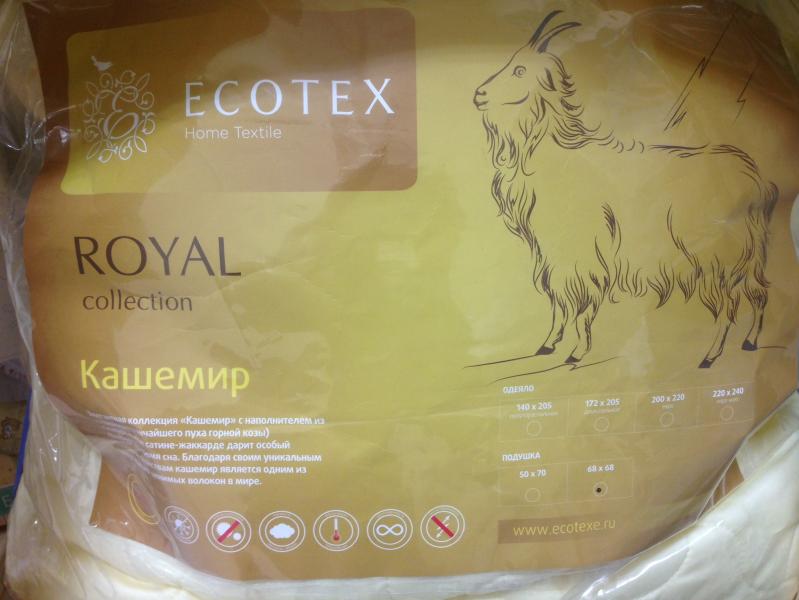 ECOTEX
Home Textile
ROYAL
collection
Кашемир
коллекция «Кашемир» с наполнителем из
пуха горной козы)
сатине-жаккарде дарит особый
сна. Благодаря своим уникальным
кашемир является одним из
волокон в мире.
ОДЕЯЛО
140 x 205
172 x 205
200 x 220
евро
220 x 240
ПОДУШКА
50 x 70
68 x 68
www.ecotexe.ru